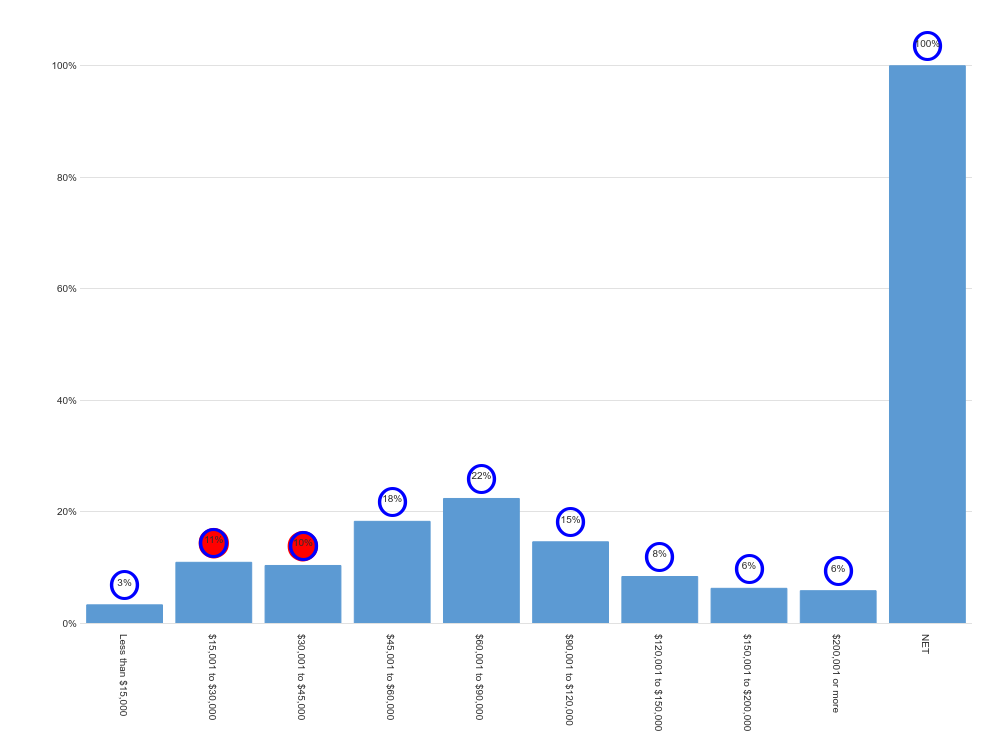 100%
100%
80%
60%
40%
22%
18%
20%
15%
11%
10%
8%
6%
6%
3%
0%
Less than $15,000
$15,001 to $30,000
$30,001 to $45,000
$45,001 to $60,000
$60,001 to $90,000
$90,001 to $120,000
$120,001 to $150,000
$150,001 to $200,000
$200,001 or more
NET